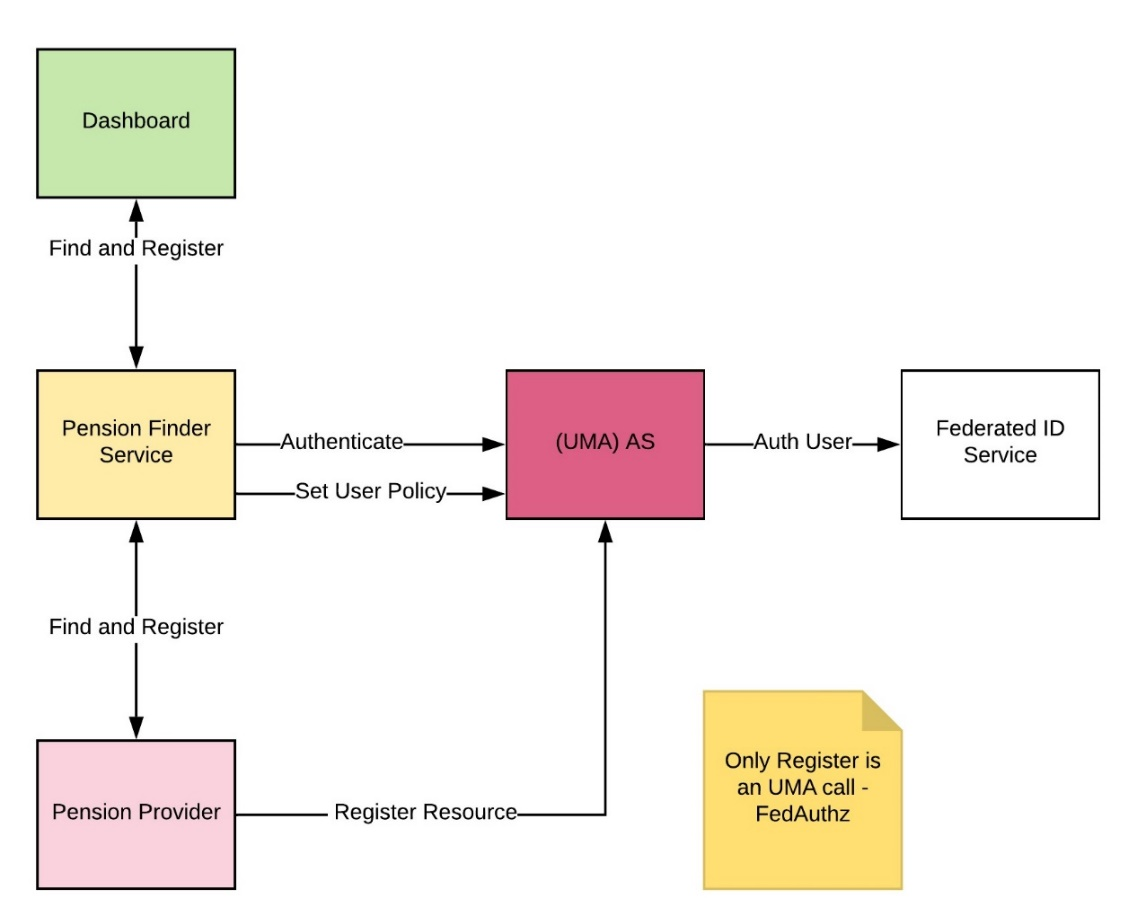 Dashboard
Find and Register
Pension Finder
Service
Authenticate
Set User Policy
(UMA) AS
Auth User
Federated ID
Service
Find and Register
Pension Provider
Register Resource
Only Register is
an UMA call -
FedAuthz